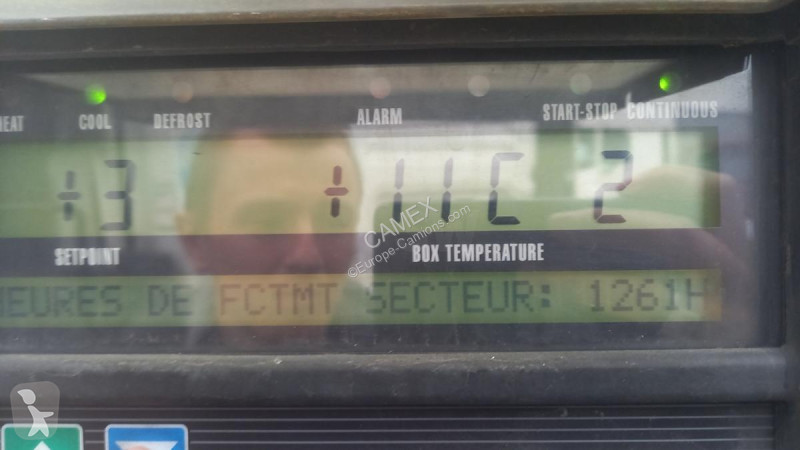 HEAT COOL DEFROST ALARM START-STOP CONTINUOUS
+3 +11C 2
SETPOINT BOX TEMPERATURE
HEURES DE FCTMT SECTEUR: 1261H
CAMEX
©Europe-Camions.com